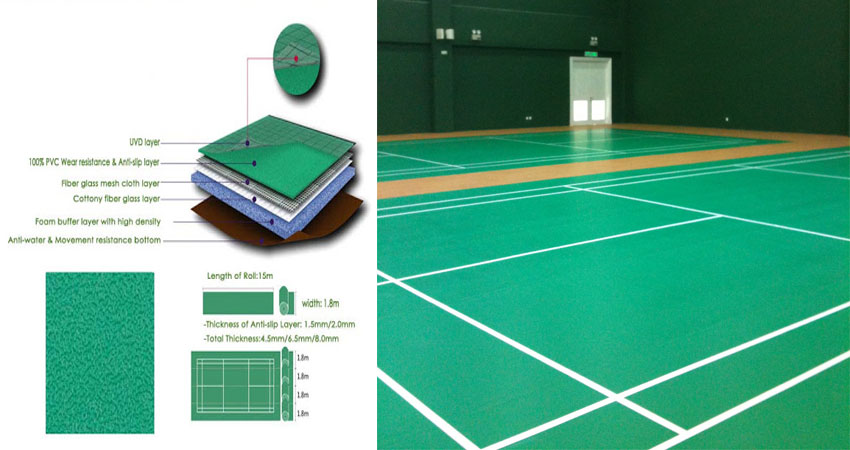 UVD layer
100% PVC Wear resistance & Anti-slip layer
Fiber glass mesh cloth layer
Cottony fiber glass layer
Foam buffer layer with high density
Anti-water & Movement resistance bottom
Length of Roll:15m
width: 1.8m
-Thickness of Anti-slip Layer: 1.5mm/2.0mm
-Total Thickness:4.5mm/6.5mm/8.0mm
1.8m
1.8m
1.8m
1.8m